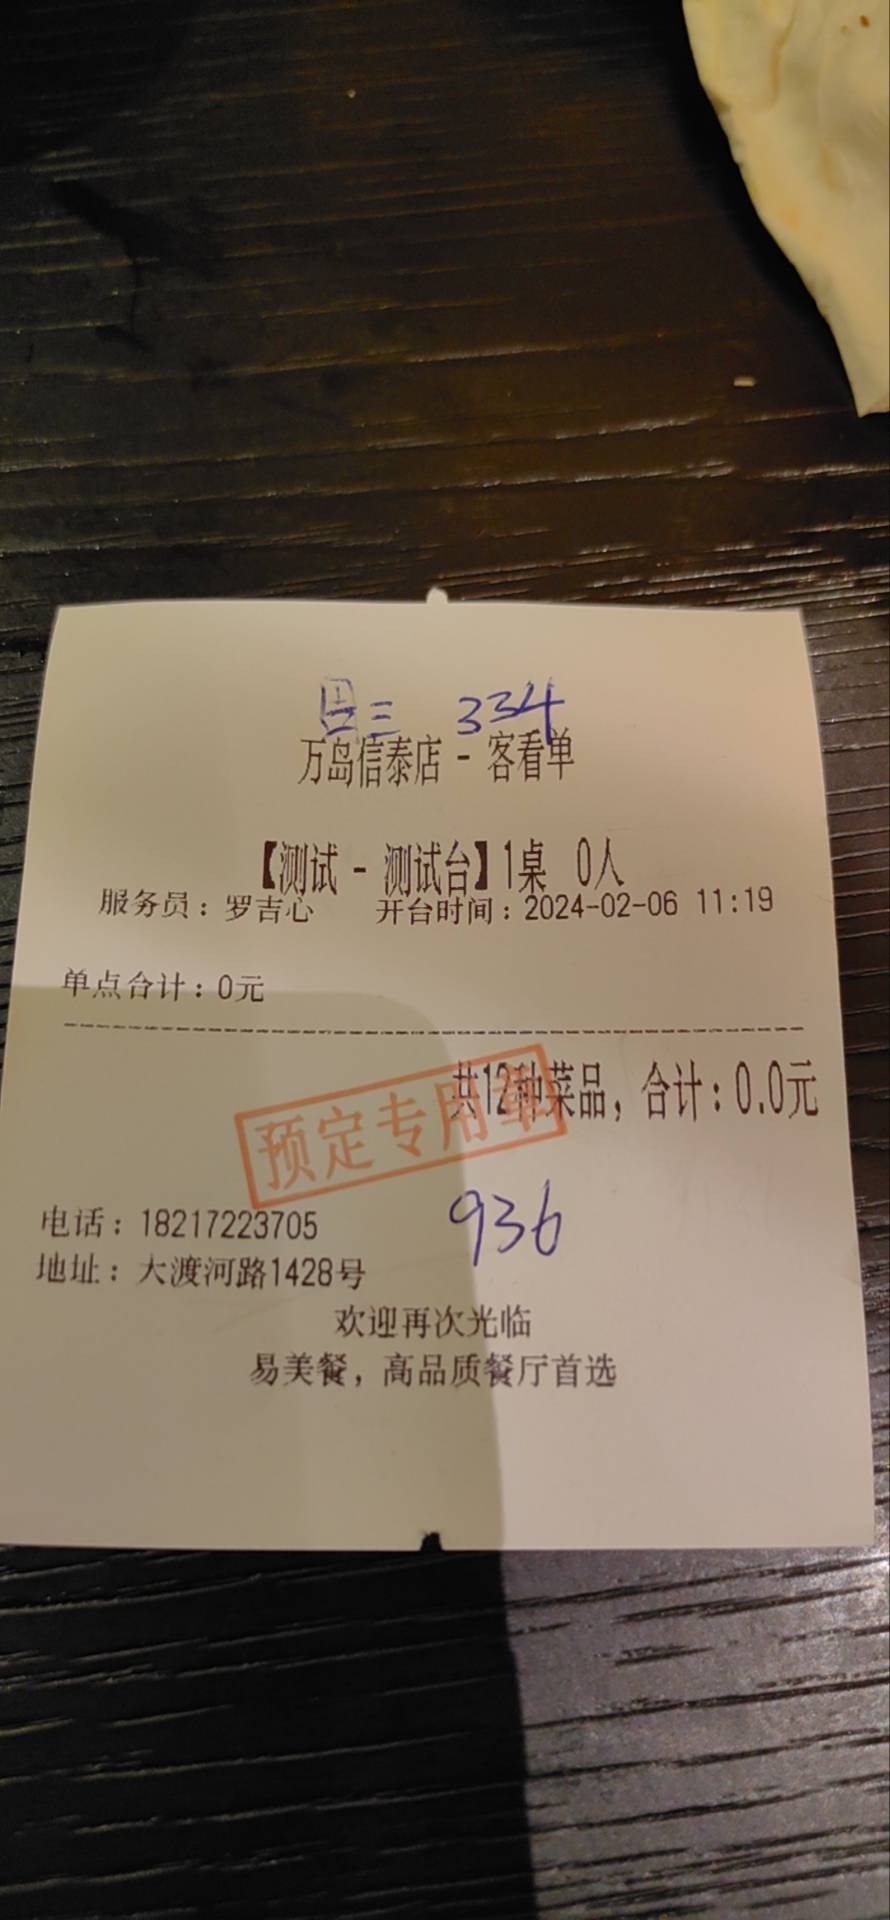 周三 334
万岛信泰店 - 客看单
【测试 - 测试台】1桌 0人
服务员：罗吉心 开台时间：2024-02-06 11:19
单点合计：0元
共12种菜品，合计：0.0元
预定专用章
936
电话：18217223705
地址：大渡河路1428号
欢迎再次光临
易美餐，高品质餐厅首选